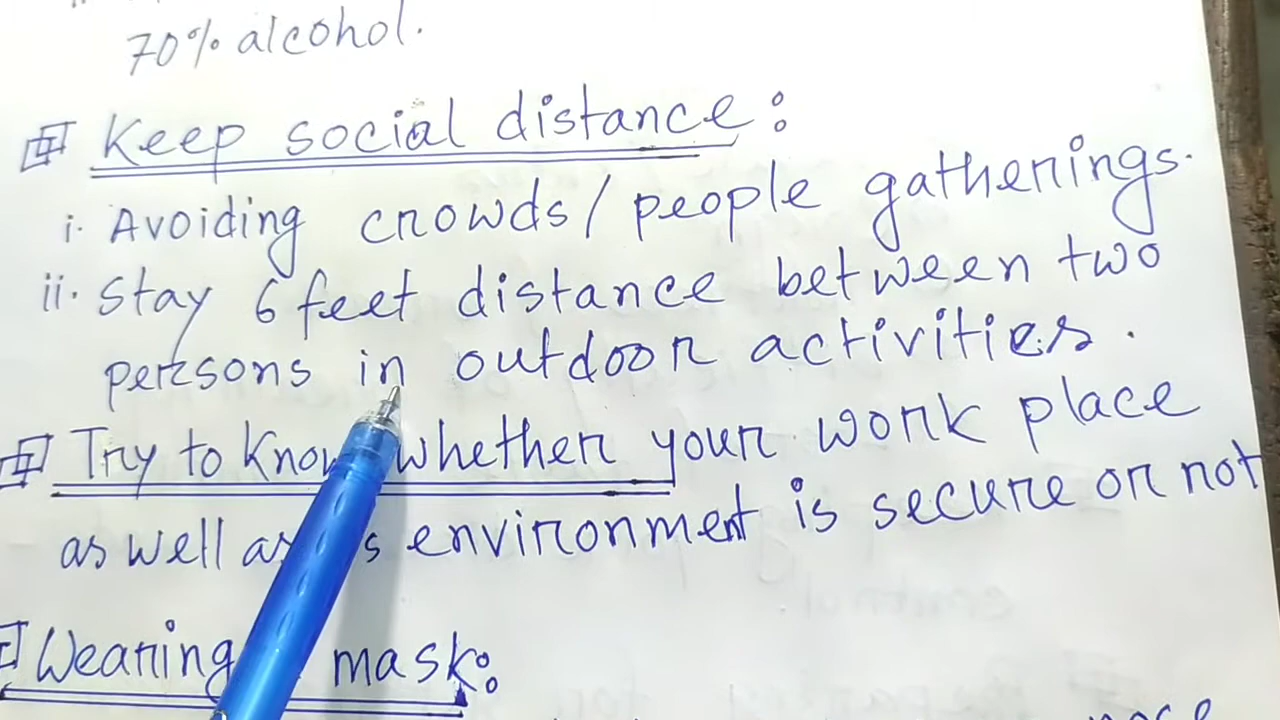 70% alcohol.
Keep social distance:
i. Avoiding crowds/people gatherings.
ii. Stay 6 feet distance between two
persons in outdoor activities.
Try to know whether your work place
as well as environment is secure or not
Wearing mask: